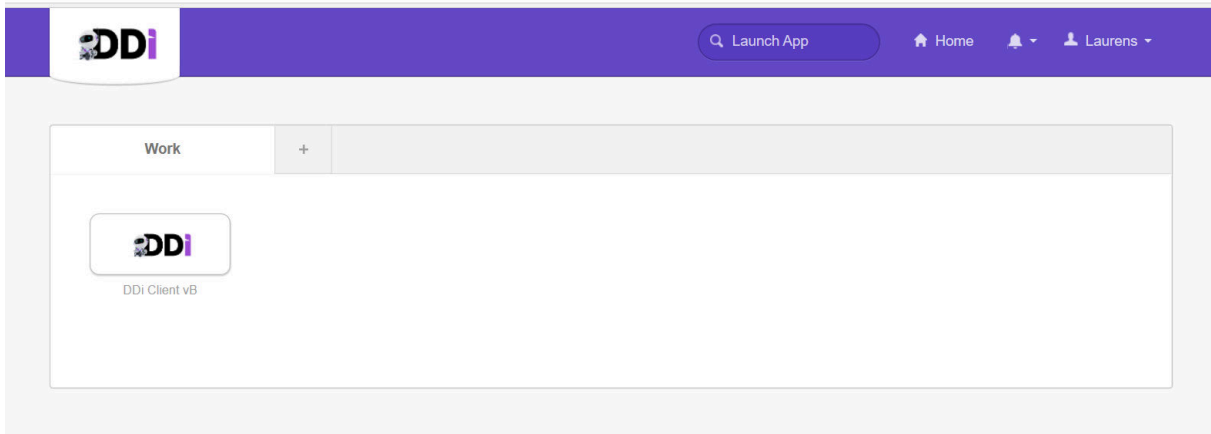 DDi
Launch App
Home
Laurens
Work
+
DDi
DDi Client vB